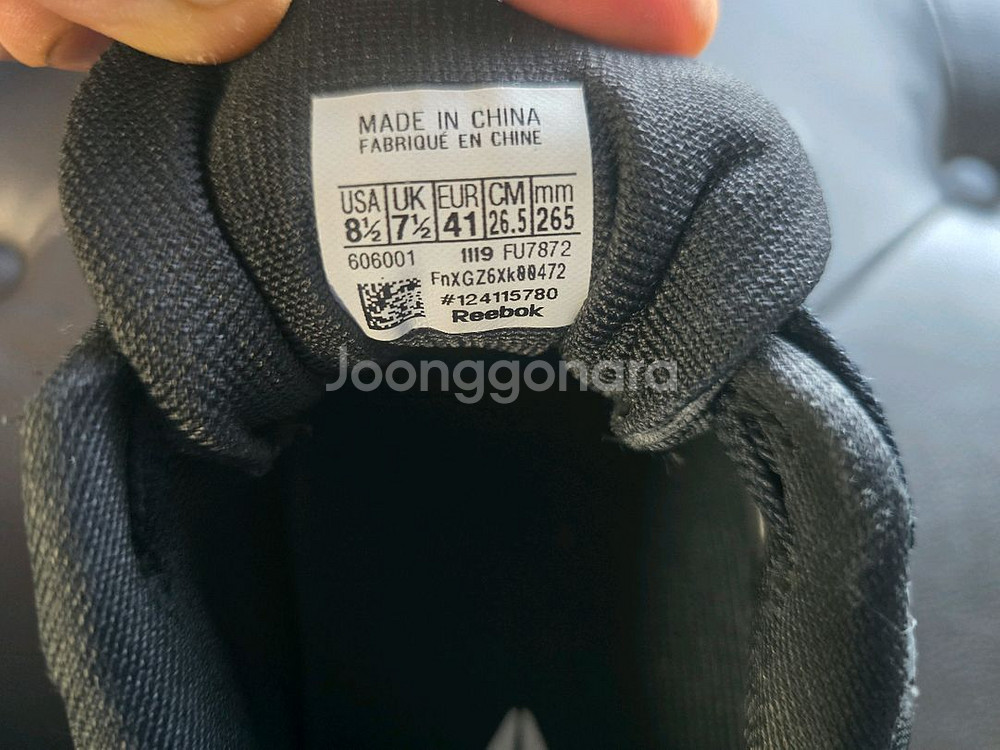 MADE IN CHINA
FABRIQUÉ EN CHINE
USA UK EUR CM mm
8½ 7½ 41 26.5 265
606001 1119 FU7872
FnXGZ6Xk00472
#124115780
Reebok
Joonggonara